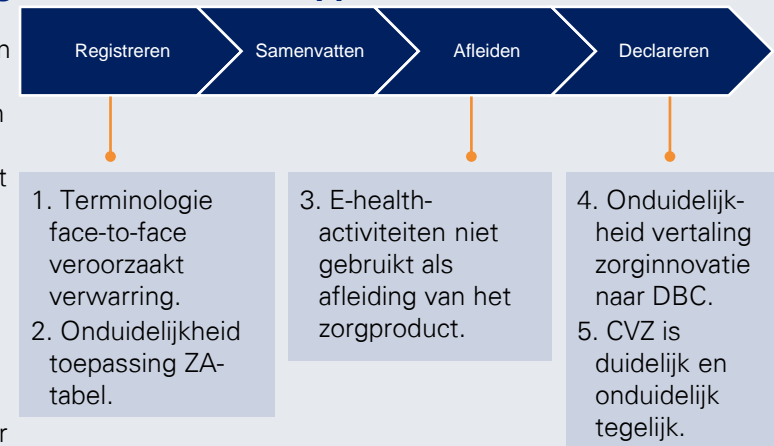 Registreren
Samenvatten
Afleiden
Declareren
1. Terminologie
face-to-face
veroorzaakt
verwarring.
2. Onduidelijkheid
toepassing ZA-
tabel.
3. E-health-
activiteiten niet
gebruikt als
afleiding van het
zorgproduct.
4. Onduidelijk-
heid vertaling
zorginnovatie
naar DBC.
5. CVZ is
duidelijk en
onduidelijk
tegelijk.